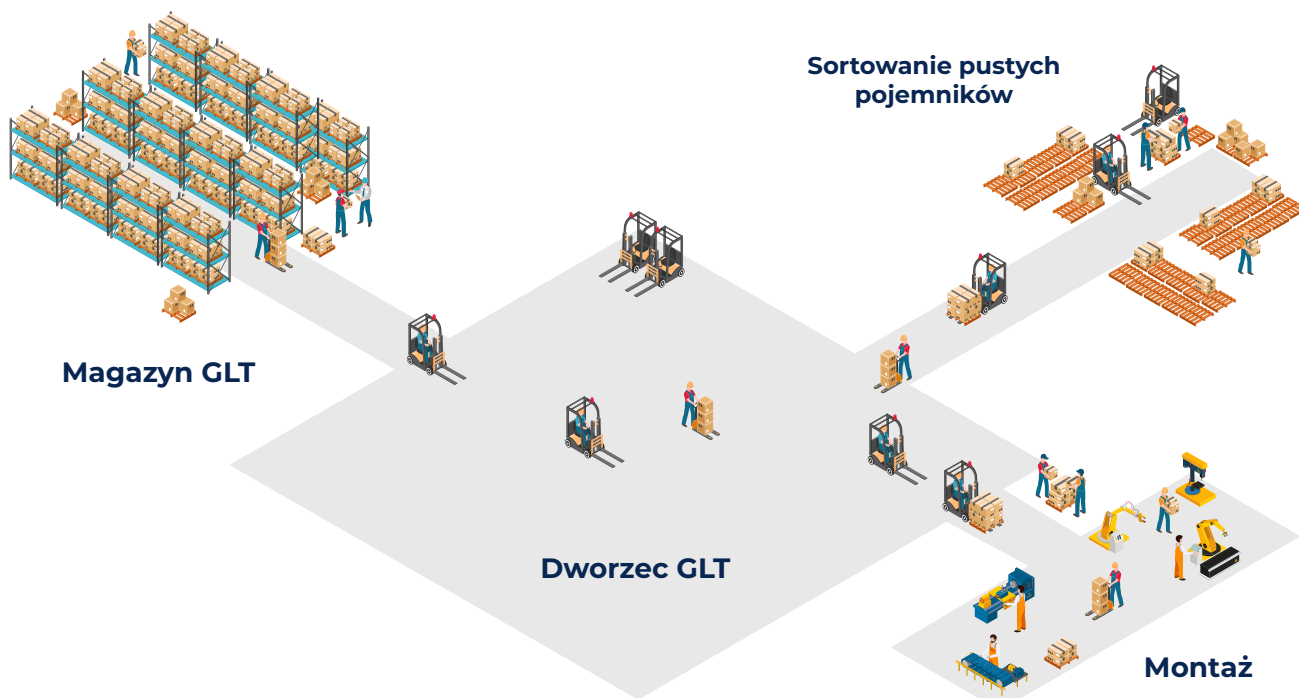 Sortowanie pustych
pojemników
Magazyn GLT
Dworzec GLT
Montaż